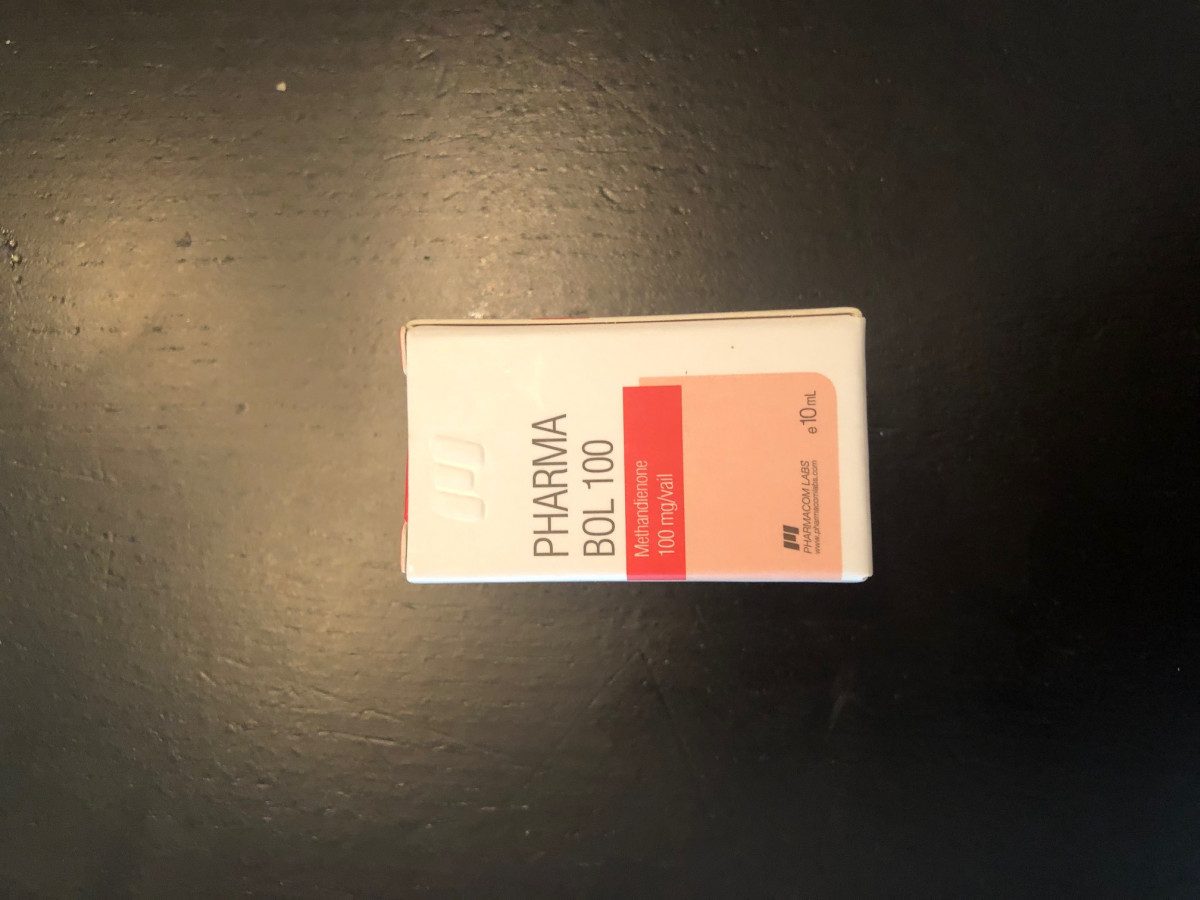 PHARMA
BOL 100
Methandienone
100 mg/vail
e 10 mL
PHARMACOM LABS
www.pharmacomlabs.com